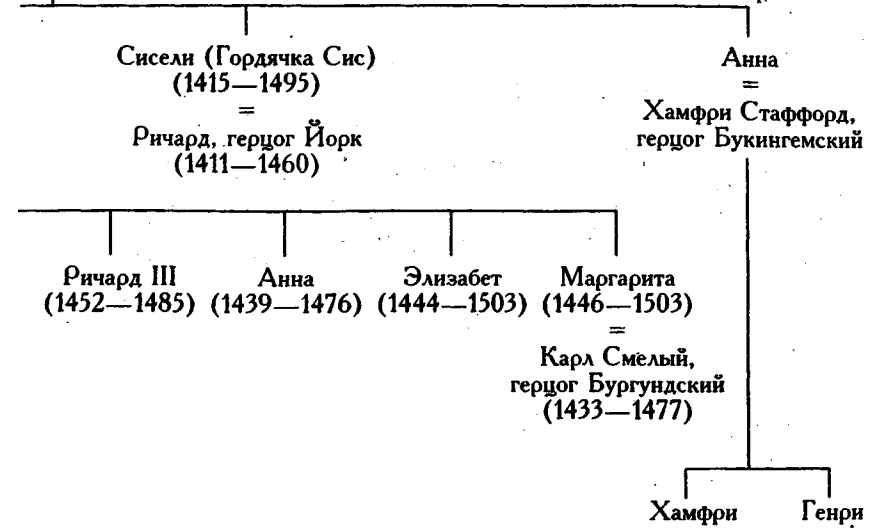 Сисели (Гордячка Сис)
(1415—1495)
=
Ричард, герцог Йорк
(1411—1460)
Анна
=
Хамфри Стаффорд,
герцог Букингемский
Ричард III
(1452—1485)
Анна
(1439—1476)
Элизабет
(1444—1503)
Маргарита
(1446—1503)
=
Карл Смелый,
герцог Бургундский
(1433—1477)
Хамфри
Генри